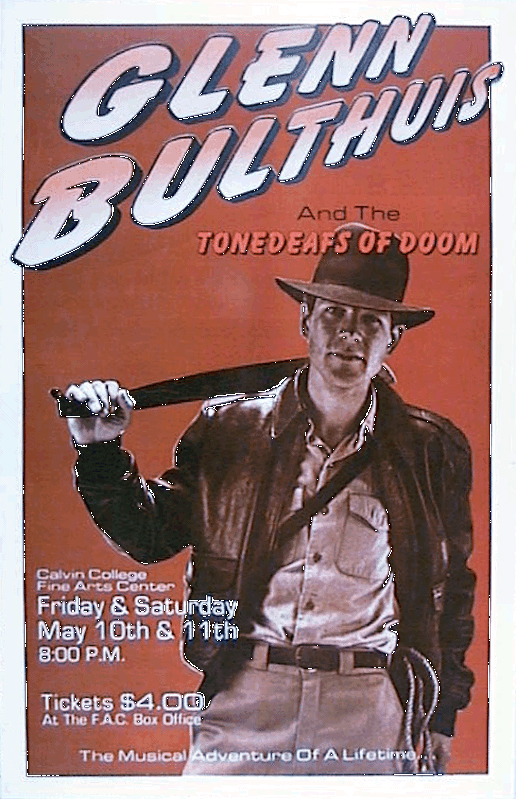 GLENN
BULTHUIS
And The
TONEDEAFS OF DOOM
Calvin College
Fine Arts Center
Friday & Saturday
May 10th & 11th
8:00 P.M.
Tickets $4.00
At The F.A.C. Box Office
The Musical Adventure Of A Lifetime...